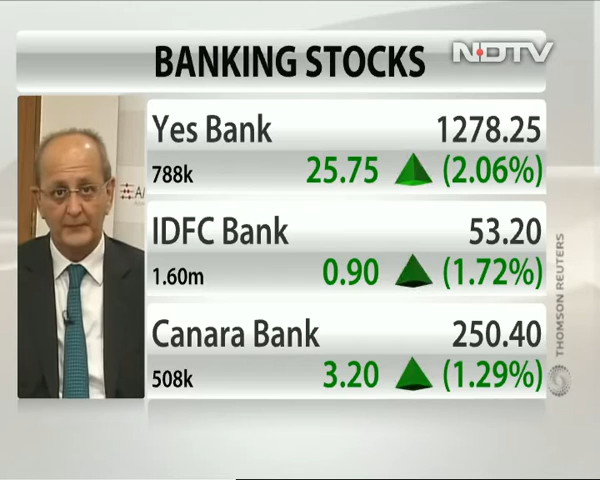 BANKING STOCKS
NDTV
Yes Bank 1278.25
788k 25.75 (2.06%)
IDFC Bank 53.20
1.60m 0.90 (1.72%)
Canara Bank 250.40
508k 3.20 (1.29%)
THOMSON REUTERS